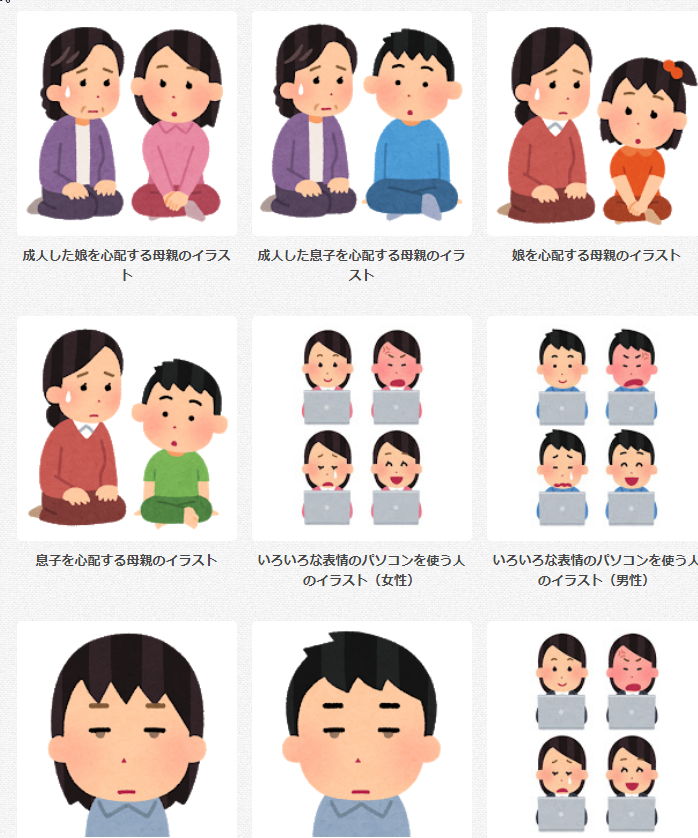 成人した娘を心配する母親のイラス
ト
成人した息子を心配する母親のイラ
スト
娘を心配する母親のイラスト
息子を心配する母親のイラスト
いろいろな表情のパソコンを使う人
のイラスト（女性）
いろいろな表情のパソコンを使う人
のイラスト（男性）